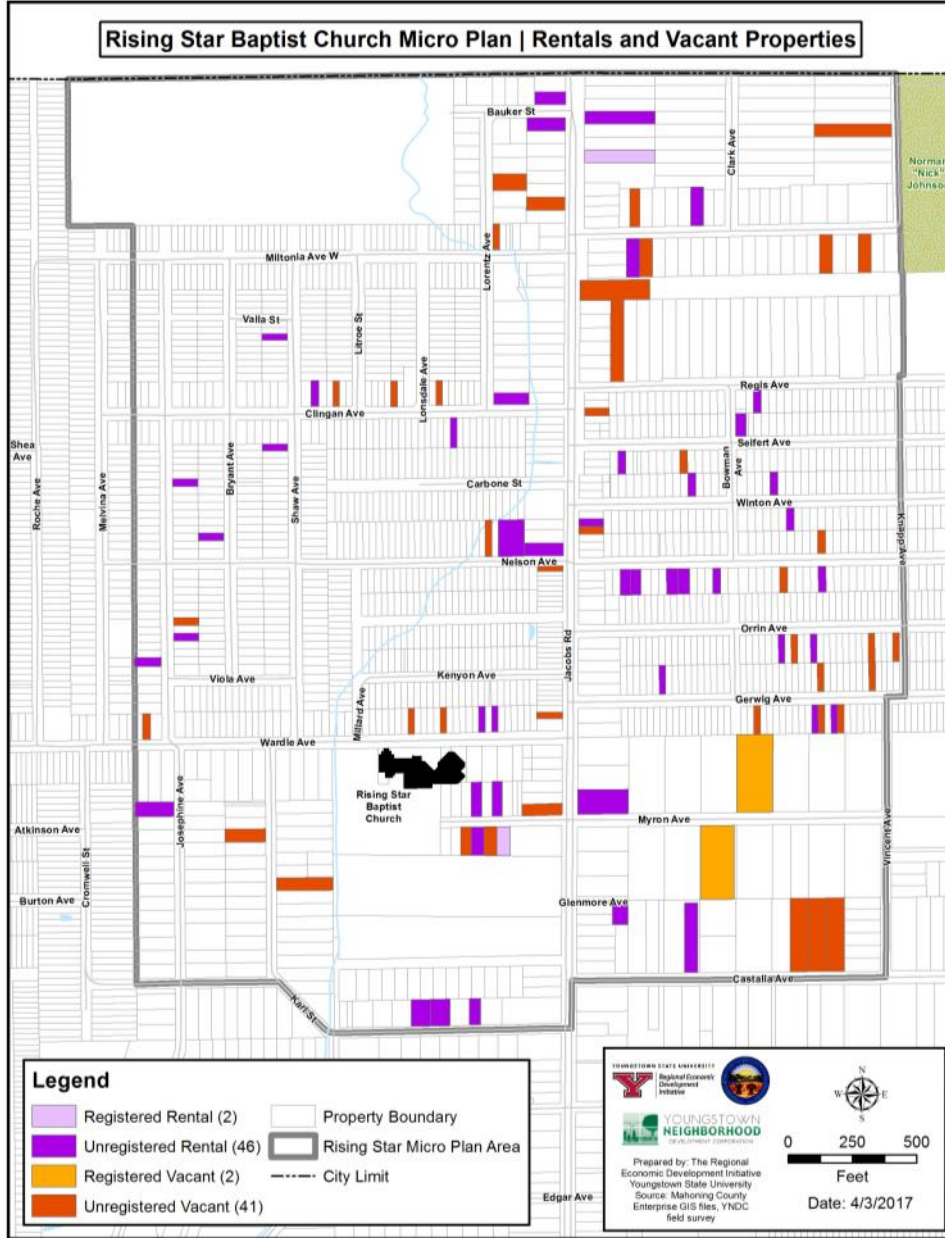 Rising Star Baptist Church Micro Plan | Rentals and Vacant Properties
Bauker St
Clark Ave
Norman
"Nick"
Johnson
Lorentz Ave
Miltonia Ave W
Valla St
Litroe St
Lonsdale Ave
Regis Ave
Clingan Ave
Seifert Ave
Shea
Ave
Roche Ave
Melvina Ave
Bryant Ave
Shaw Ave
Carbone St
Bowman
Ave
Winton Ave
Knapp Ave
Nelson Ave
Orrin Ave
Jacobs Rd
Viola Ave
Kenyon Ave
Millard Ave
Gerwig Ave
Wardle Ave
Rising Star
Baptist
Church
Josephine Ave
Atkinson Ave
Cromwell St
Myron Ave
Vincent Ave
Burton Ave
Glenmore Ave
Castalia Ave
Karl St
Edgar Ave
Legend
Registered Rental (2)
Unregistered Rental (46)
Registered Vacant (2)
Unregistered Vacant (41)
Property Boundary
Rising Star Micro Plan Area
City Limit
YOUNGSTOWN STATE UNIVERSITY
Y
Regional Economic
Development
Initiative
YOUNGSTOWN
NEIGHBORHOOD
DEVELOPMENT CORPORATION
Prepared by: The Regional
Economic Development Initiative
Youngstown State University
Source: Mahoning County
Enterprise GIS files, YNDC
field survey
N
W
E
S
0 250 500
Feet
Date: 4/3/2017